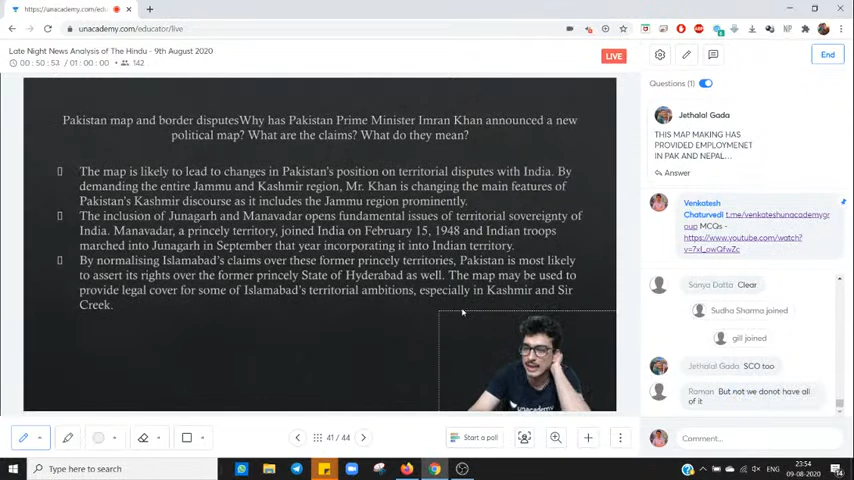 https://unacademy.com/educator
unacademy.com/educator/live
Late Night News Analysis of The Hindu - 9th August 2020
00 : 50 : 53 / 01 : 00 : 00 • 142
LIVE
End
Pakistan map and border disputesWhy has Pakistan Prime Minister Imran Khan announced a new
political map? What are the claims? What do they mean?
The map is likely to lead to changes in Pakistan's position on territorial disputes with India. By
demanding the entire Jammu and Kashmir region, Mr. Khan is changing the main features of
Pakistan's Kashmir discourse as it includes the Jammu region prominently.
The inclusion of Junagarh and Manavadar opens fundamental issues of territorial sovereignty of
India. Manavadar, a princely territory, joined India on February 15, 1948 and Indian troops
marched into Junagarh in September that year incorporating it into Indian territory.
By normalising Islamabad's claims over these former princely territories, Pakistan is most likely
to assert its rights over the former princely State of Hyderabad as well. The map may be used to
provide legal cover for some of Islamabad's territorial ambitions, especially in Kashmir and Sir
Creek.
unacademy
Questions (1)
Jethalal Gada
THIS MAP MAKING HAS
PROVIDED EMPLOYMENET
IN PAK AND NEPAL...
Answer
Venkatesh
Chaturvedi t.me/venkateshunacademygr
oup MCQs -
https://www.youtube.com/watch?
v=7xI_owQfwZc
Sanya Datta Clear
Sudha Sharma joined
gill joined
Jethalal Gada SCO too
Raman But not we donot have all
of it
41 / 44
Start a poll
Comment...
Type here to search
ENG
23:54
09-08-2020